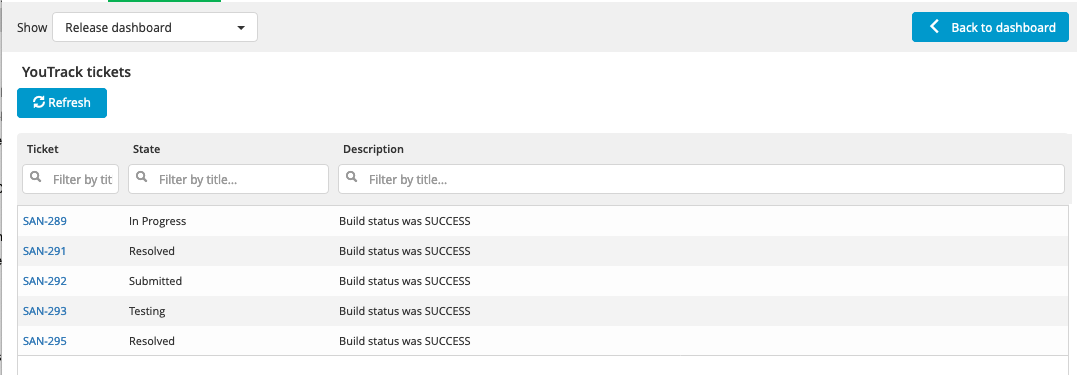 Show Release dashboard Back to dashboard
YouTrack tickets
Refresh
Ticket State Description
Filter by tit Filter by title... Filter by title...
SAN-289 In Progress Build status was SUCCESS
SAN-291 Resolved Build status was SUCCESS
SAN-292 Submitted Build status was SUCCESS
SAN-293 Testing Build status was SUCCESS
SAN-295 Resolved Build status was SUCCESS